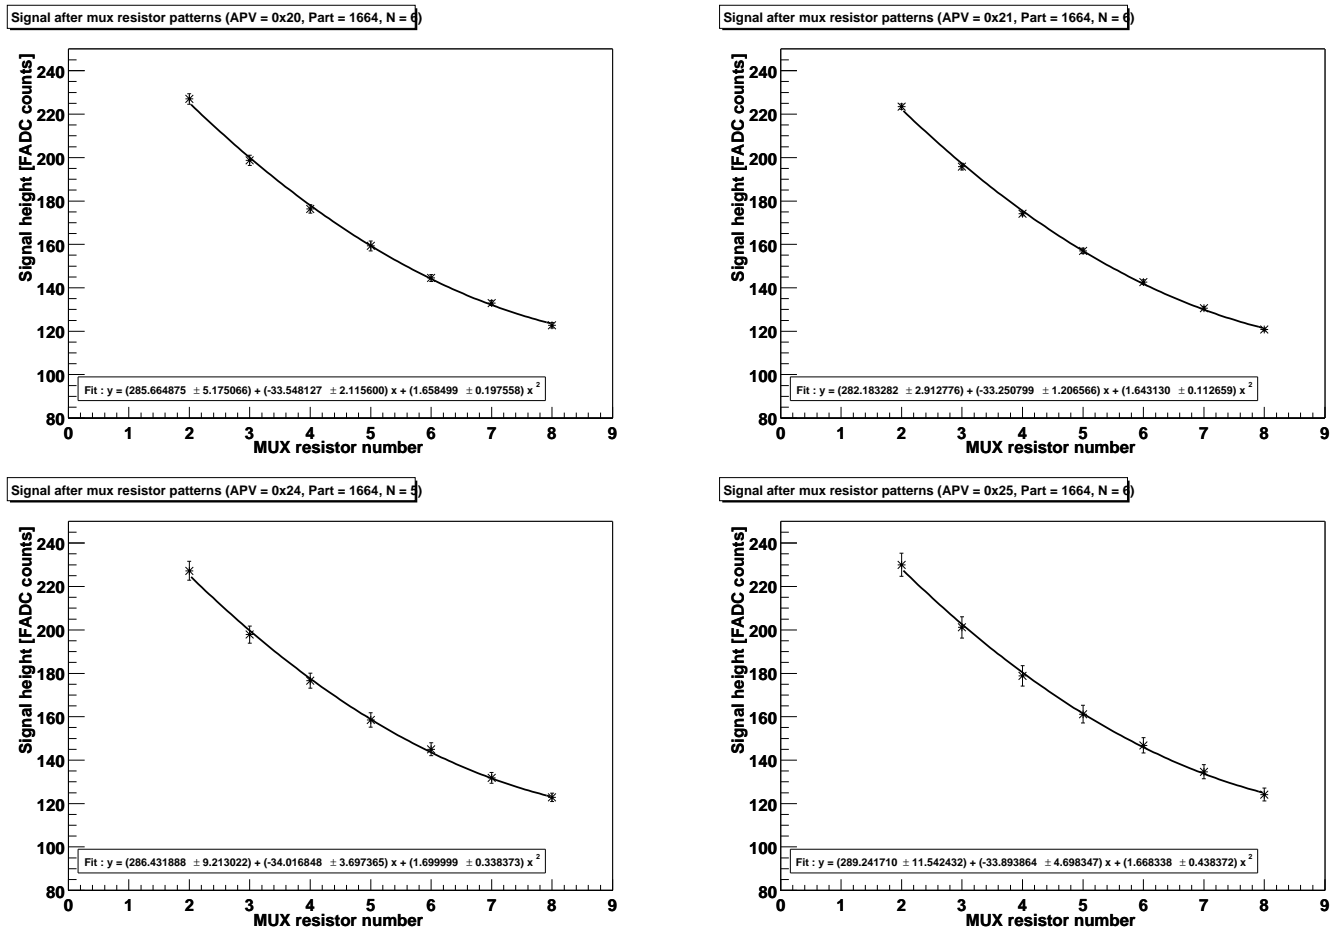 Signal after mux resistor patterns (APV = 0x20, Part = 1664, N = 6)
Signal height [FADC counts]
240
220
200
180
160
140
120
100
80
Fit : y = (285.664875 ± 5.175066) + (-33.548127 ± 2.115600) x + (1.658499 ± 0.197558) x 2
0 1 2 3 4 5 6 7 8 9
MUX resistor number
Signal after mux resistor patterns (APV = 0x21, Part = 1664, N = 6)
Signal height [FADC counts]
240
220
200
180
160
140
120
100
80
Fit : y = (282.183282 ± 2.912776) + (-33.250799 ± 1.206566) x + (1.643130 ± 0.112659) x 2
0 1 2 3 4 5 6 7 8 9
MUX resistor number
Signal after mux resistor patterns (APV = 0x24, Part = 1664, N = 5)
Signal height [FADC counts]
240
220
200
180
160
140
120
100
80
Fit : y = (286.431888 ± 9.213022) + (-34.016848 ± 3.697365) x + (1.699999 ± 0.338373) x 2
0 1 2 3 4 5 6 7 8 9
MUX resistor number
Signal after mux resistor patterns (APV = 0x25, Part = 1664, N = 6)
Signal height [FADC counts]
240
220
200
180
160
140
120
100
80
Fit : y = (289.241710 ± 11.542432) + (-33.893864 ± 4.698347) x + (1.668338 ± 0.438372) x 2
0 1 2 3 4 5 6 7 8 9
MUX resistor number